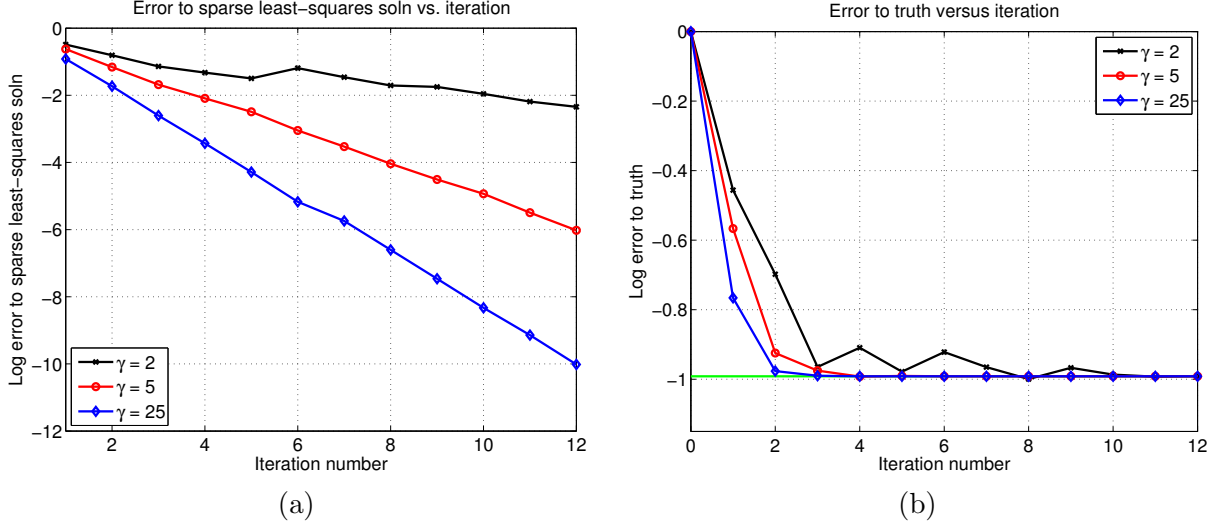 Error to sparse least−squares soln vs. iteration
0
−2
−4
−6
−8
−10
−12
Log error to sparse least−squares soln
γ = 2
γ = 5
γ = 25
2
4
6
8
10
12
Iteration number
(a)
Error to truth versus iteration
0
−0.2
−0.4
−0.6
−0.8
−1
Log error to truth
γ = 2
γ = 5
γ = 25
0
2
4
6
8
10
12
Iteration number
(b)